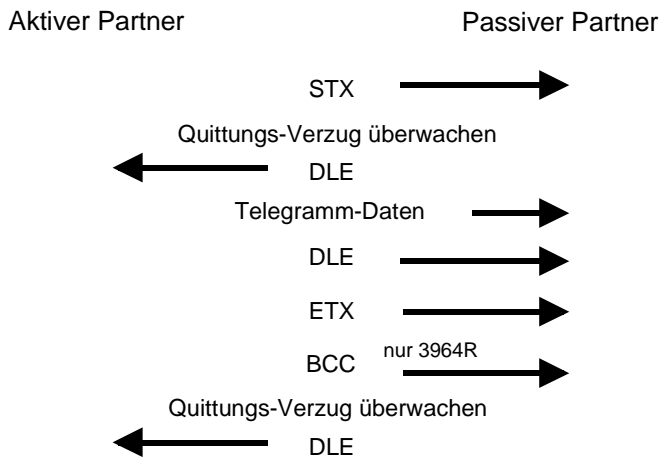 Aktiver Partner
Passiver Partner
STX
Quittungs-Verzug überwachen
DLE
Telegramm-Daten
DLE
ETX
BCC nur 3964R
Quittungs-Verzug überwachen
DLE